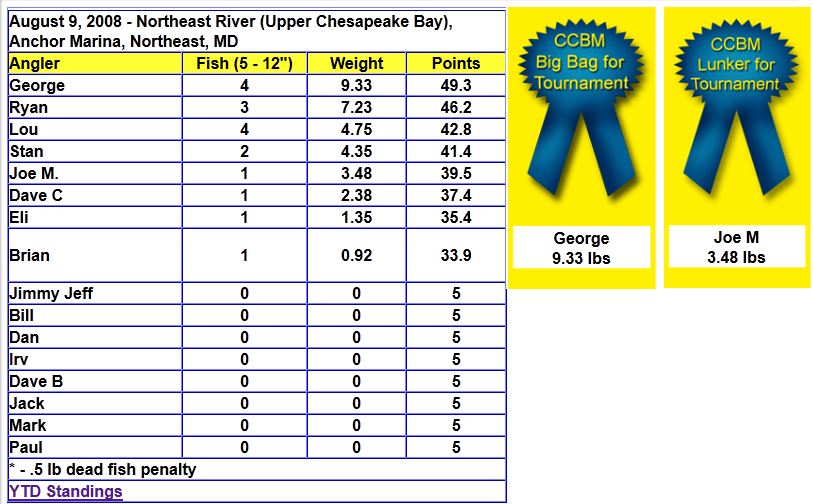 August 9, 2008 - Northeast River (Upper Chesapeake Bay),
Anchor Marina, Northeast, MD
Angler Fish (5 - 12") Weight Points
George 4 9.33 49.3
Ryan 3 7.23 46.2
Lou 4 4.75 42.8
Stan 2 4.35 41.4
Joe M. 1 3.48 39.5
Dave C 1 2.38 37.4
Eli 1 1.35 35.4
Brian 1 0.92 33.9
Jimmy Jeff 0 0 5
Bill 0 0 5
Dan 0 0 5
Irv 0 0 5
Dave B 0 0 5
Jack 0 0 5
Mark 0 0 5
Paul 0 0 5
* - .5 lb dead fish penalty
YTD Standings
CCBM
Big Bag for
Tournament
George
9.33 lbs
CCBM
Lunker for
Tournament
Joe M
3.48 lbs